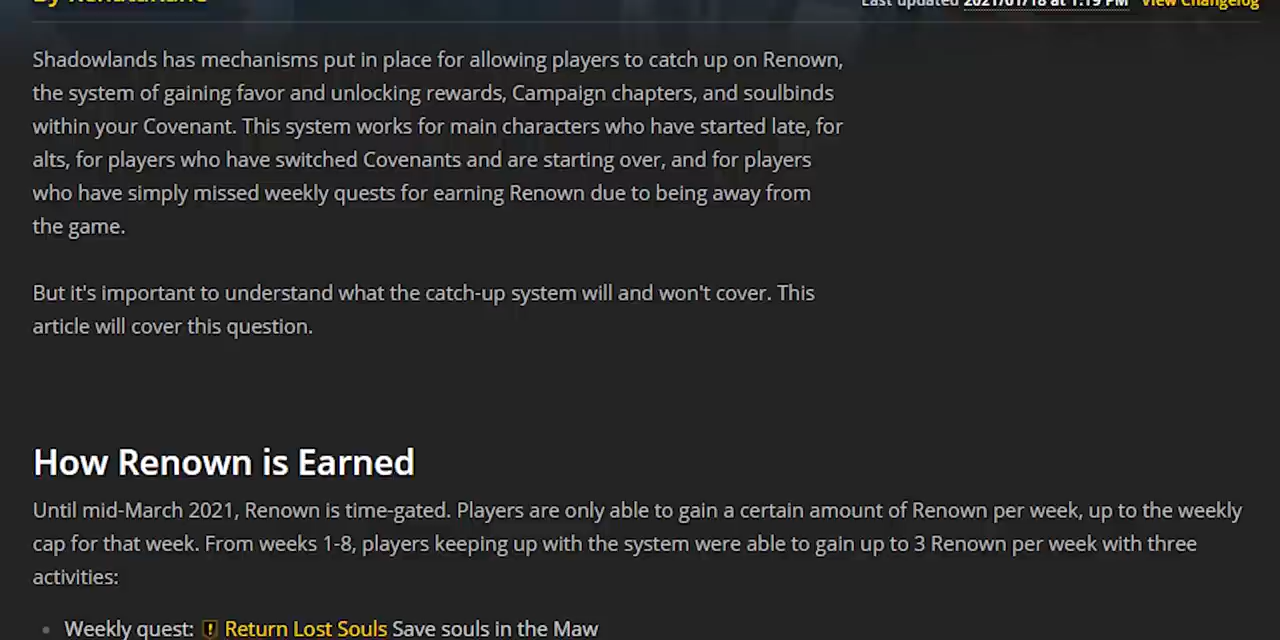 By
Last updated 2021/01/18 at 1:19 PM View Changelog
Shadowlands has mechanisms put in place for allowing players to catch up on Renown,
the system of gaining favor and unlocking rewards, Campaign chapters, and soulbinds
within your Covenant. This system works for main characters who have started late, for
alts, for players who have switched Covenants and are starting over, and for players
who have simply missed weekly quests for earning Renown due to being away from
the game.
But it's important to understand what the catch-up system will and won't cover. This
article will cover this question.
How Renown is Earned
Until mid-March 2021, Renown is time-gated. Players are only able to gain a certain amount of Renown per week, up to the weekly
cap for that week. From weeks 1-8, players keeping up with the system were able to gain up to 3 Renown per week with three
activities:
• Weekly quest: ! Return Lost Souls Save souls in the Maw